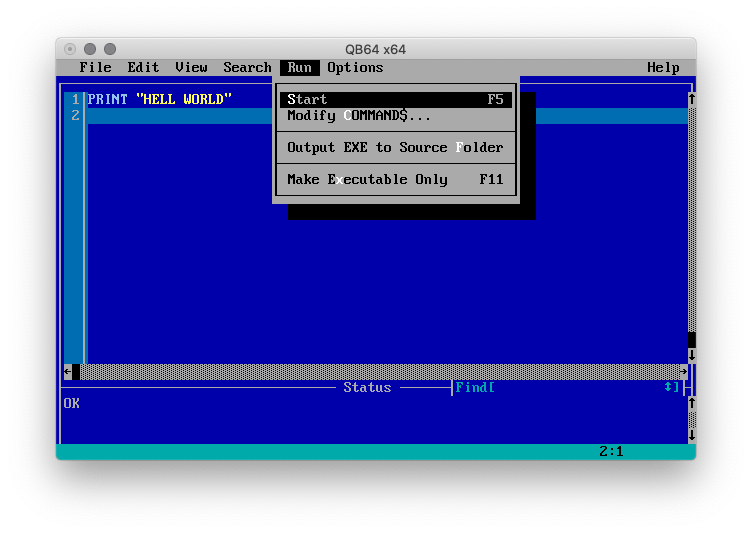 QB64 x64
File Edit View Search Run Options Help
1 PRINT "HELL WORLD"
2
Start F5
Modify COMMAND$...
Output EXE to Source Folder
Make Executable Only F11
Status Find[ ↕]
OK
2:1